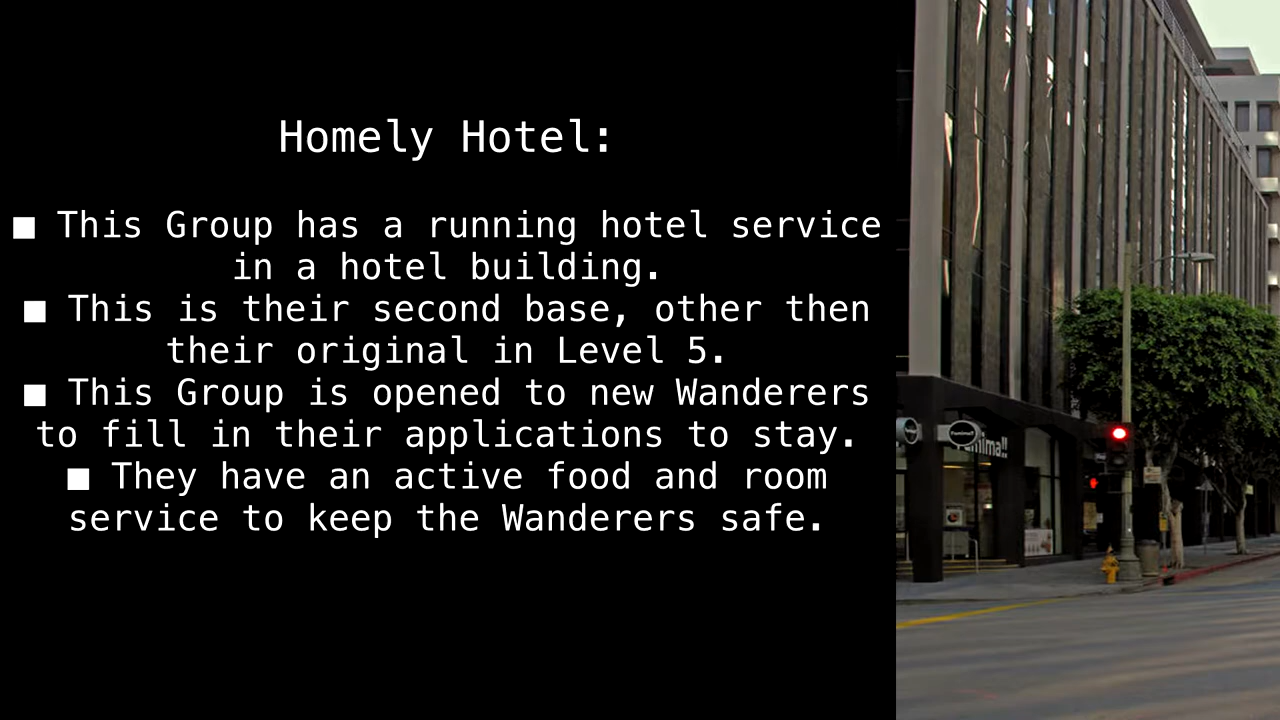 Homely Hotel:
■ This Group has a running hotel service
in a hotel building.
■ This is their second base, other then
their original in Level 5.
■ This Group is opened to new Wanderers
to fill in their applications to stay.
■ They have an active food and room
service to keep the Wanderers safe.
Famima!!